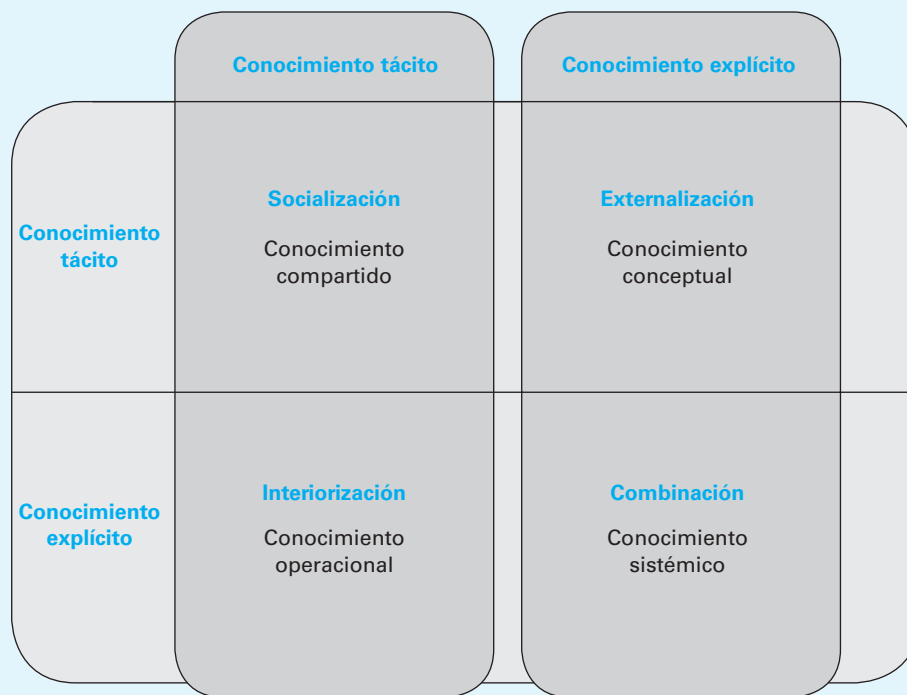 Conocimiento tácito
Conocimiento explícito
Conocimiento
tácito
Socialización
Conocimiento
compartido
Externalización
Conocimiento
conceptual
Conocimiento
explícito
Interiorización
Conocimiento
operacional
Combinación
Conocimiento
sistémico